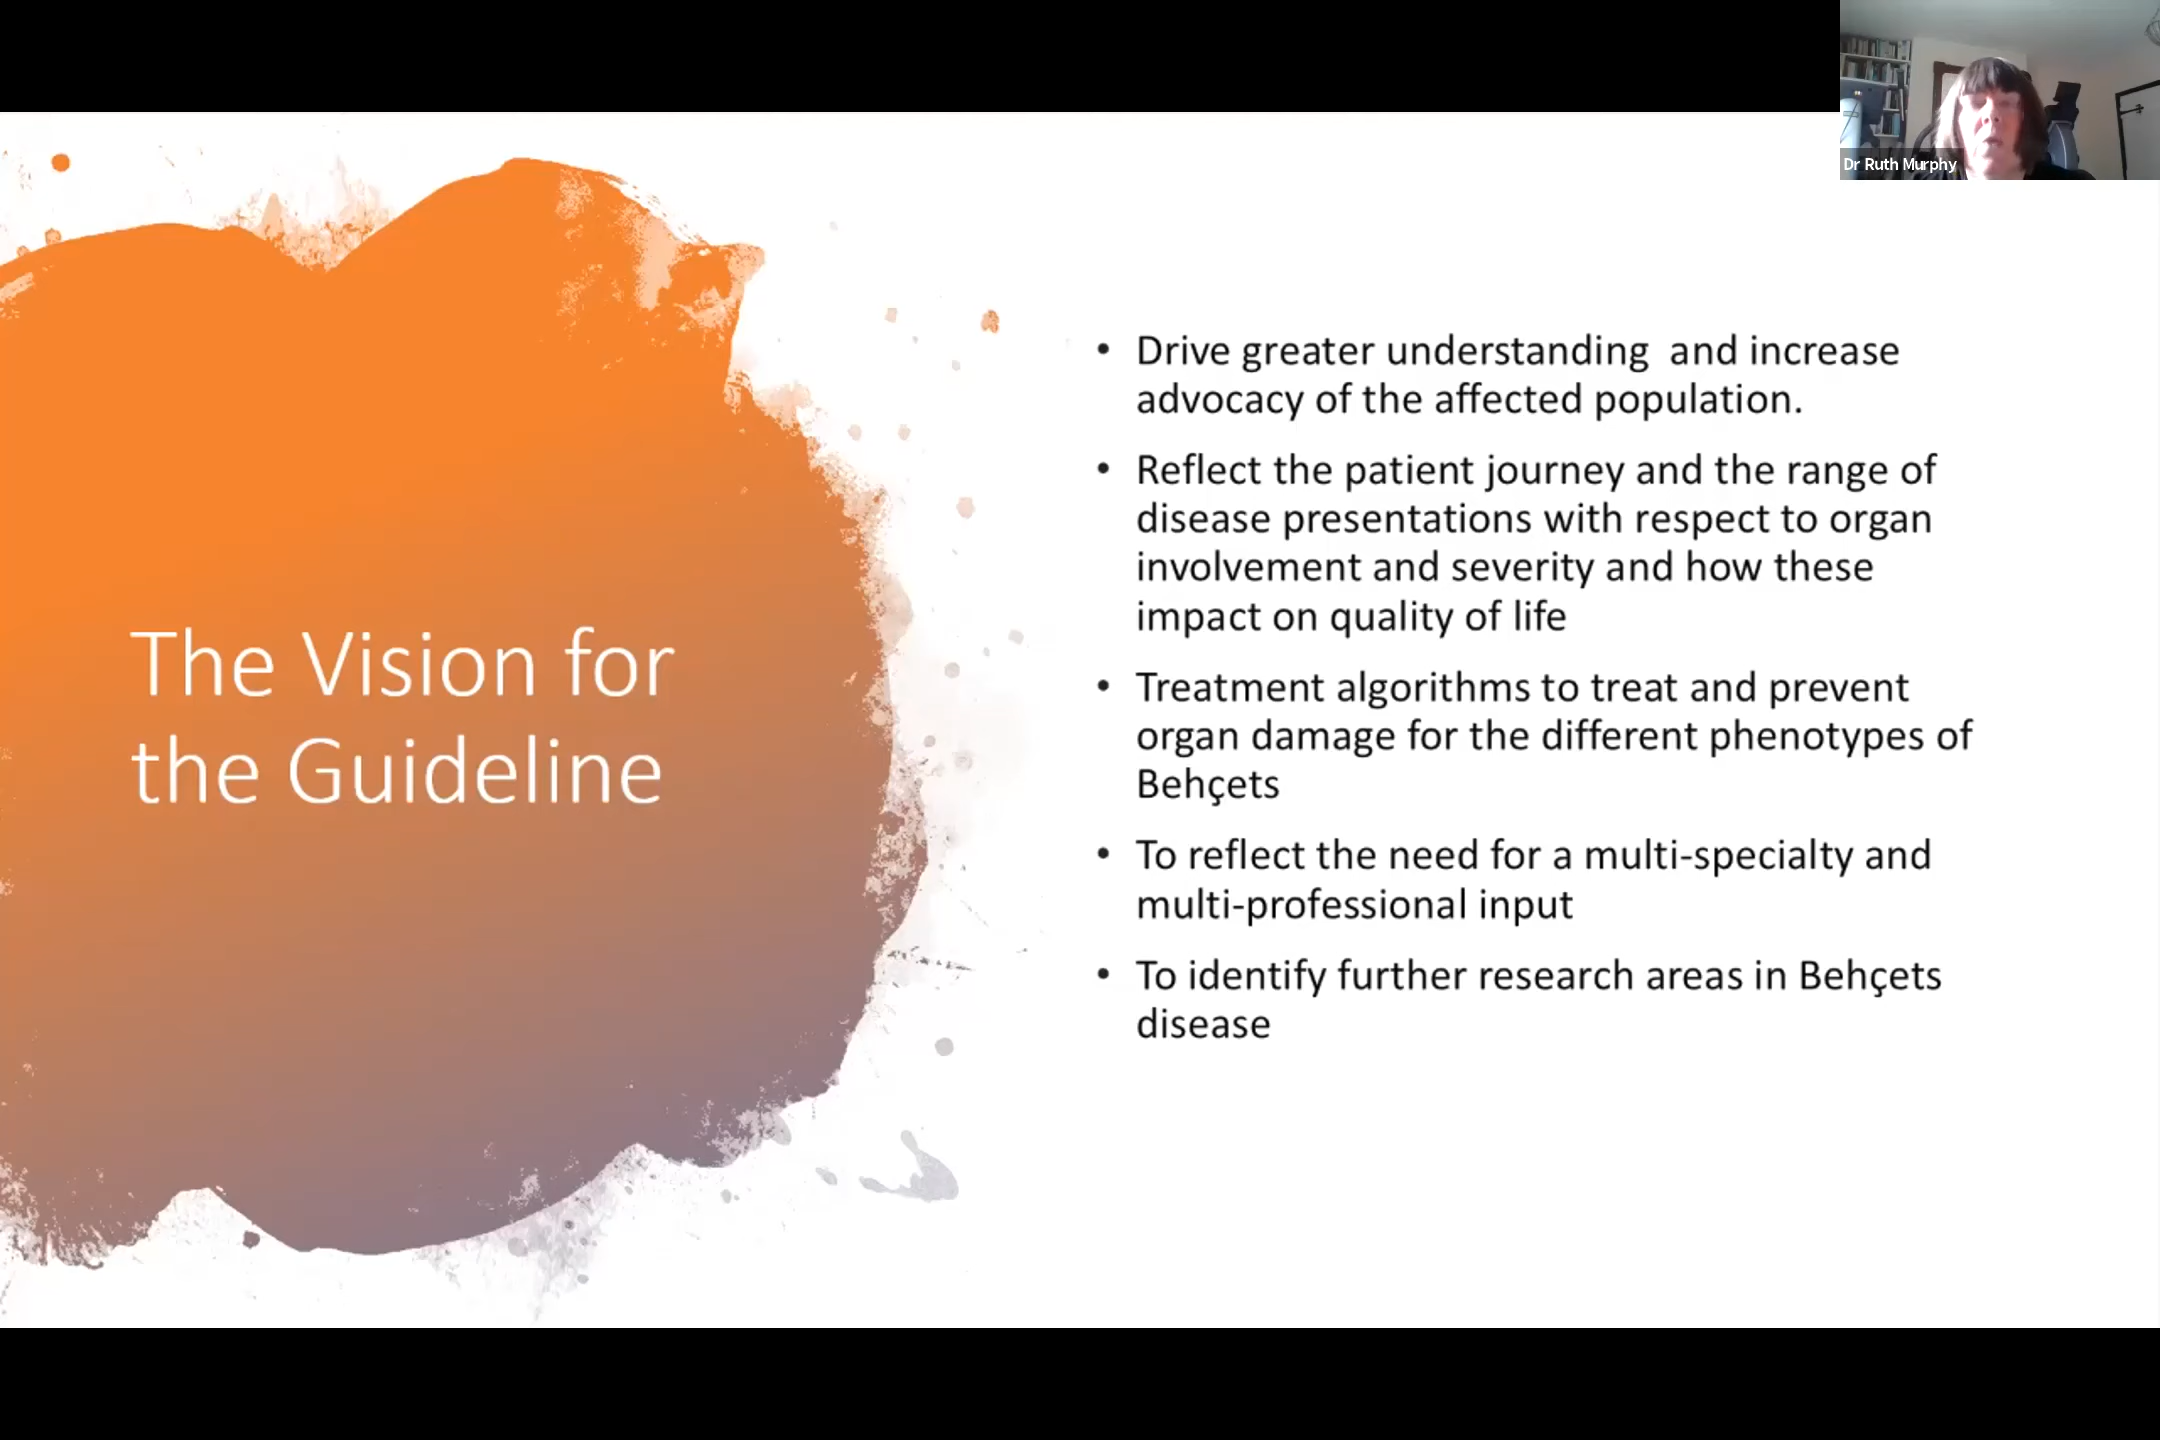 Dr Ruth Murphy
The Vision for
the Guideline
• Drive greater understanding  and increase
advocacy of the affected population.
• Reflect the patient journey and the range of
disease presentations with respect to organ
involvement and severity and how these
impact on quality of life
• Treatment algorithms to treat and prevent
organ damage for the different phenotypes of
Behçets
• To reflect the need for a multi-specialty and
multi-professional input
• To identify further research areas in Behçets
disease